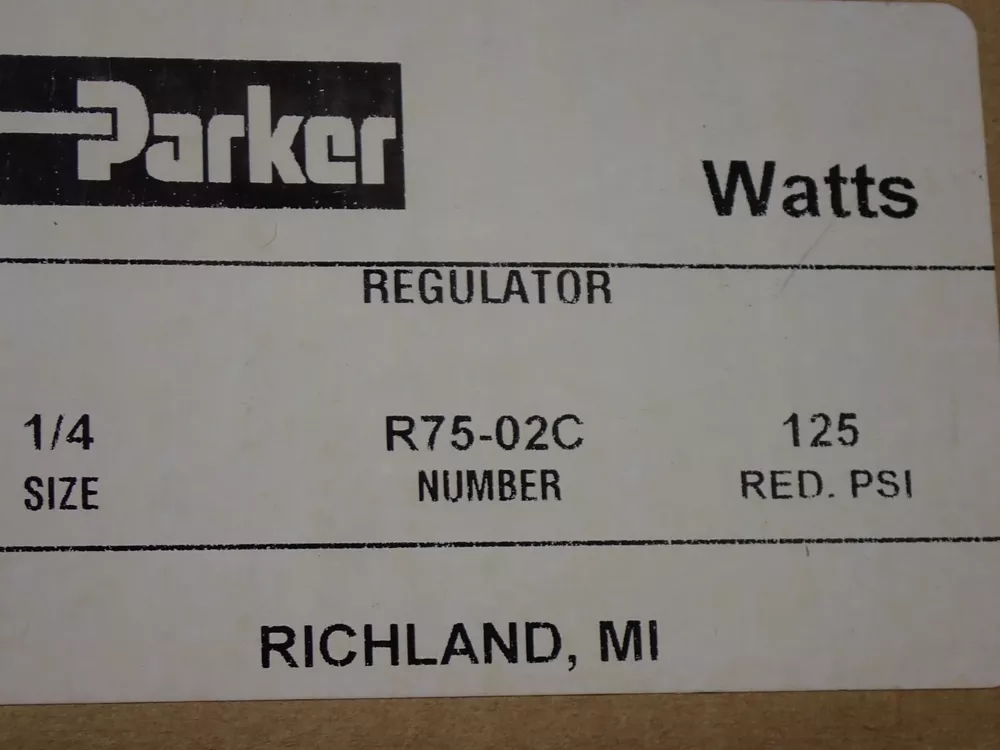 Parker
Watts
REGULATOR
1/4 R75-02C 125
SIZE NUMBER RED. PSI
RICHLAND, MI